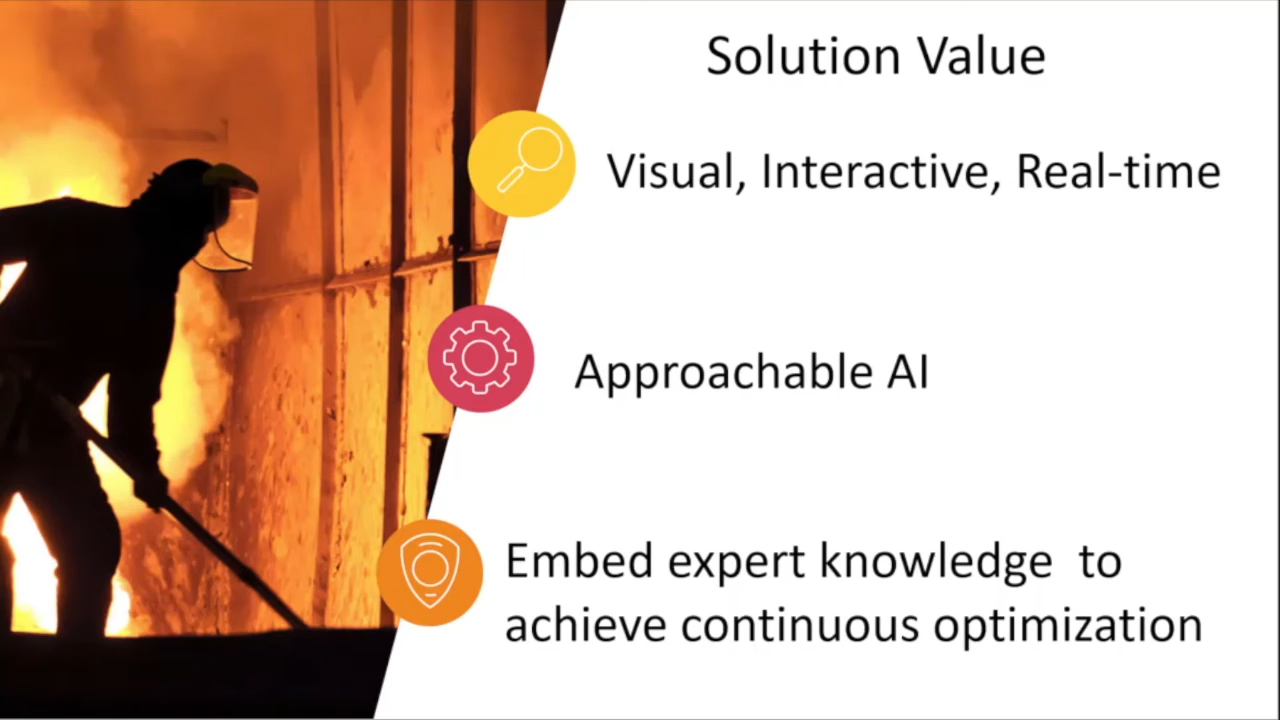 Solution Value
Visual, Interactive, Real-time
Approachable AI
Embed expert knowledge  to
achieve continuous optimization